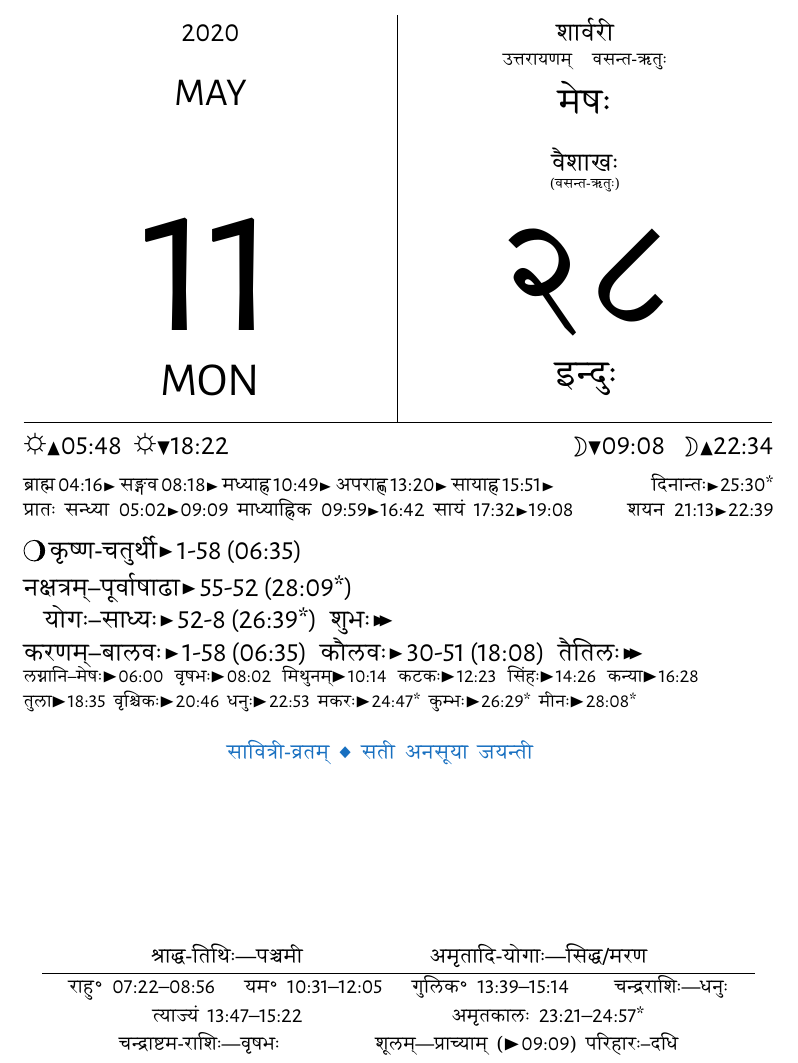 2020
MAY
11
MON
शार्वरी
उत्तरायणम् वसन्त-ऋतुः
मेषः
वैशाखः
(वसन्त-ऋतुः)
२८
इन्दुः
☼▲05:48 ☼▼18:22 ☽▼09:08 ☽▲22:34
ब्राह्म 04:16► सङ्गव 08:18► मध्याह्न 10:49► अपराह्ण 13:20► सायाह्न 15:51► दिनान्तः►25:30*
प्रातः सन्ध्या 05:02►09:09 माध्याह्निक 09:59►16:42 सायं 17:32►19:08 शयन 21:13►22:39
कृष्ण-चतुर्थी►1-58 (06:35)
नक्षत्रम्–पूर्वाषाढा►55-52 (28:09*)
योगः–साध्यः►52-8 (26:39*) शुभः►►
करणम्–बालवः►1-58 (06:35) कौलवः►30-51 (18:08) तैतिलः►►
लग्नानि–मेषः►06:00 वृषभः►08:02 मिथुनम्►10:14 कटकः►12:23 सिंहः►14:26 कन्या►16:28
तुला►18:35 वृश्चिकः►20:46 धनुः►22:53 मकरः►24:47* कुम्भः►26:29* मीनः►28:08*
सावित्री-व्रतम् ◆ सती अनसूया जयन्ती
श्राद्ध-तिथिः—पञ्चमी अमृतादि-योगाः—सिद्ध/मरण
राहु° 07:22–08:56 यम° 10:31–12:05 गुलिक° 13:39–15:14 चन्द्रराशिः—धनुः
त्याज्यं 13:47–15:22 अमृतकालः 23:21–24:57*
चन्द्राष्टम-राशिः—वृषभः शूलम्—प्राच्याम् (►09:09) परिहारः–दधि